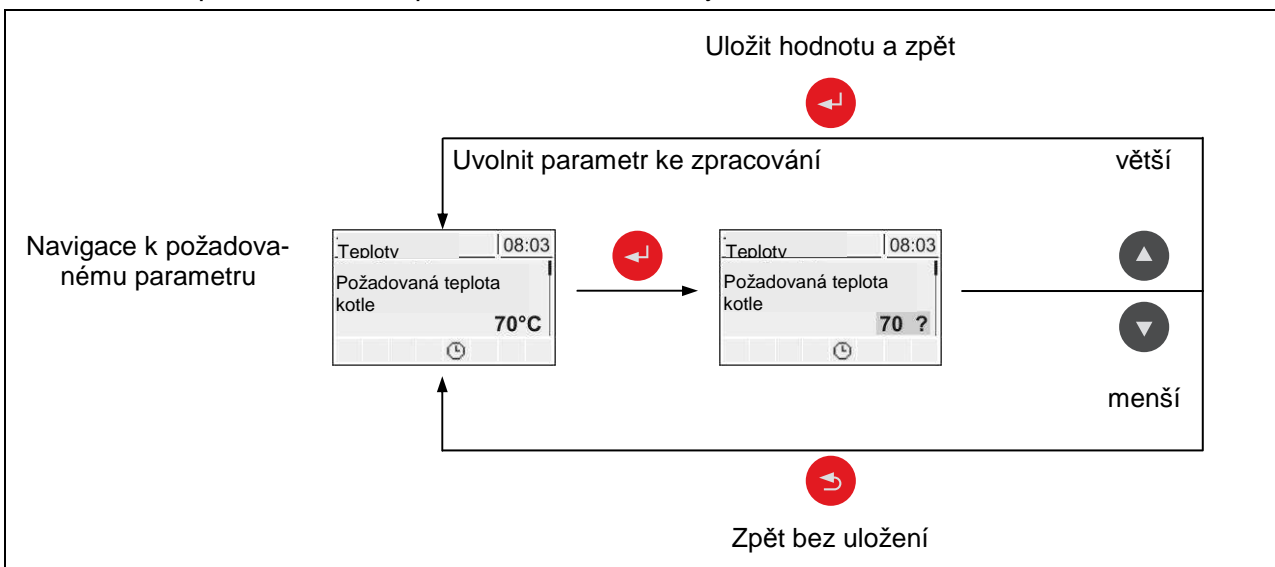 Uložit hodnotu a zpět
Uvolnit parametr ke zpracování
větší
Navigace k požadova-
nému parametru
Teploty
08:03
Požadovaná teplota
kotle
70°C
Teploty
08:03
Požadovaná teplota
kotle
70 ?
menší
Zpět bez uložení